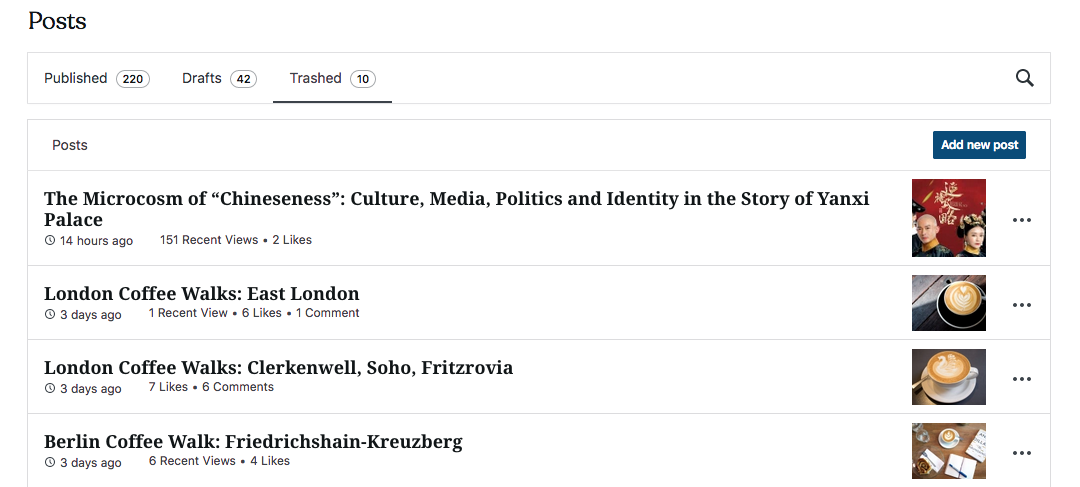 Posts
Published 220 Drafts 42 Trashed 10
Posts
Add new post
The Microcosm of “Chineseness”: Culture, Media, Politics and Identity in the Story of Yanxi
Palace
14 hours ago 151 Recent Views • 2 Likes
London Coffee Walks: East London
3 days ago 1 Recent View • 6 Likes • 1 Comment
London Coffee Walks: Clerkenwell, Soho, Fritzrovia
3 days ago 7 Likes • 6 Comments
Berlin Coffee Walk: Friedrichshain-Kreuzberg
3 days ago 6 Recent Views • 4 Likes